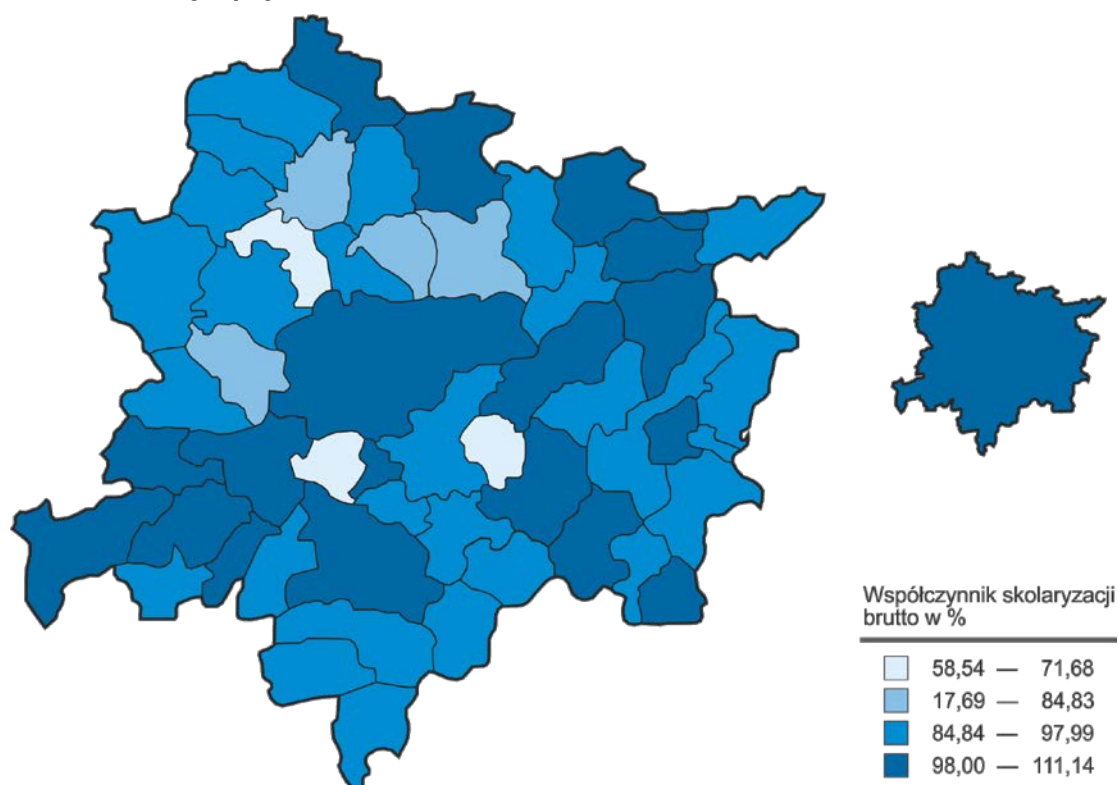 Współczynnik skolaryzacji
brutto w %
58,54 — 71,68
17,69 — 84,83
84,84 — 97,99
98,00 — 111,14